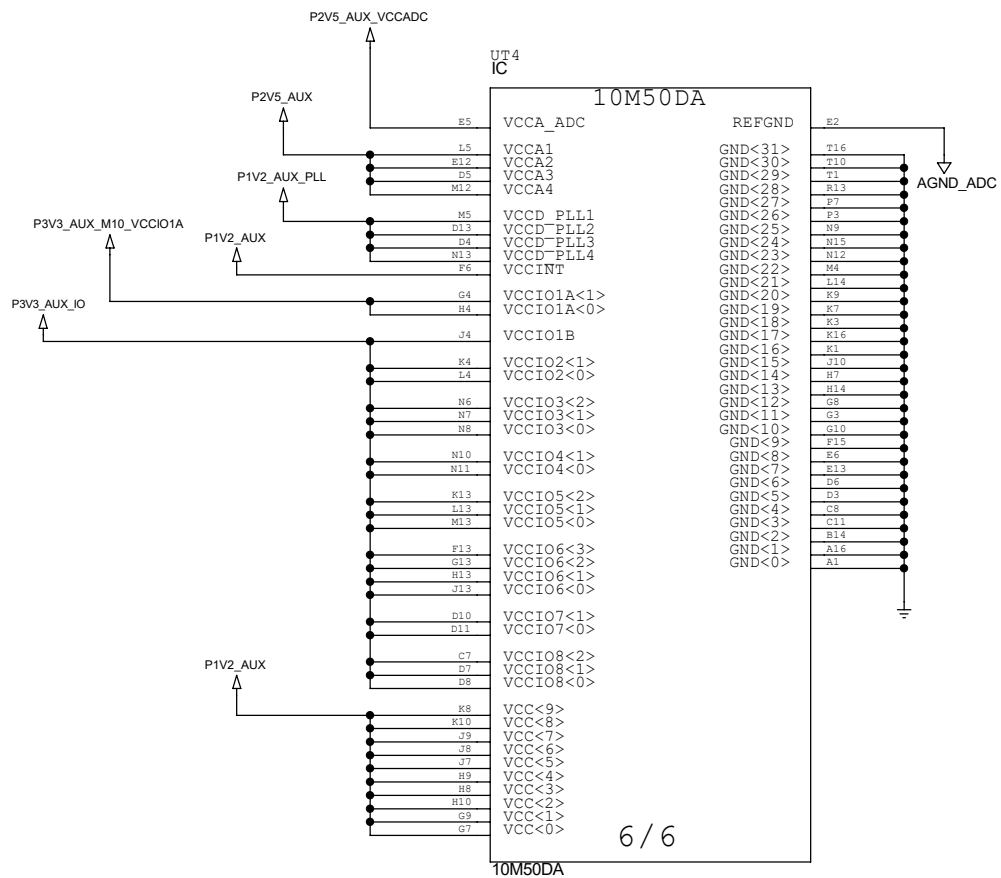 P2V5_AUX_VCCADC
UT4
IC
10M50DA
P2V5_AUX
P1V2_AUX_PLL
P3V3_AUX_M10_VCCIO1A
P1V2_AUX
P3V3_AUX_IO
P1V2_AUX
E5 VCCA_ADC
L5 VCCA1
E12 VCCA2
D5 VCCA3
M12 VCCA4
M5 VCCD_PLL1
D13 VCCD_PLL2
D4 VCCD_PLL3
N13 VCCD_PLL4
F6 VCCINT
G4 VCCIO1A<1>
H4 VCCIO1A<0>
J4 VCCIO1B
K4 VCCIO2<1>
L4 VCCIO2<0>
N6 VCCIO3<2>
N7 VCCIO3<1>
N8 VCCIO3<0>
N10 VCCIO4<1>
N11 VCCIO4<0>
K13 VCCIO5<2>
L13 VCCIO5<1>
M13 VCCIO5<0>
F13 VCCIO6<3>
G13 VCCIO6<2>
H13 VCCIO6<1>
J13 VCCIO6<0>
D10 VCCIO7<1>
D11 VCCIO7<0>
C7 VCCIO8<2>
D7 VCCIO8<1>
D8 VCCIO8<0>
K8 VCC<9>
K10 VCC<8>
J9 VCC<7>
J8 VCC<6>
J7 VCC<5>
H9 VCC<4>
H8 VCC<3>
H10 VCC<2>
G9 VCC<1>
G7 VCC<0>
REFGND E2
AGND_ADC
GND<31> T16
GND<30> T10
GND<29> T1
GND<28> R13
GND<27> P7
GND<26> P3
GND<25> N9
GND<24> N15
GND<23> N12
GND<22> M4
GND<21> L14
GND<20> K9
GND<19> K7
GND<18> K3
GND<17> K16
GND<16> K1
GND<15> J10
GND<14> H7
GND<13> H14
GND<12> G8
GND<11> G3
GND<10> G10
GND<9> F15
GND<8> E6
GND<7> E13
GND<6> D6
GND<5> D3
GND<4> C8
GND<3> C11
GND<2> B14
GND<1> A16
GND<0> A1
6/6
10M50DA